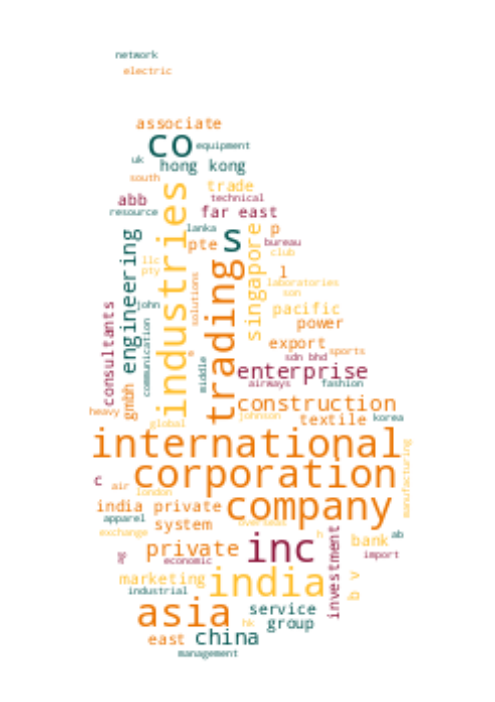 network
electric
associate
co
equipment
uk
hong kong
south
trade
abb
technical
resource
far east
industries
lanka
s
p
pte
bureau
engineering
singapore
club
llc
pty
l
trading
solutions
laboratories
son
consultants
john
pacific
communication
power
export
middle
sdn bhd
sports
enterprise
gmbh
airways
fashion
construction
heavy
johnson
textile
korea
global
international
manufacturing
corporation
c
air
london
india private
company
apparel
system
overseas
exchange
h
ab
private
inc
bank
investment
import
economic
marketing
india
b v
industrial
asia
service
hk
group
east
china
management